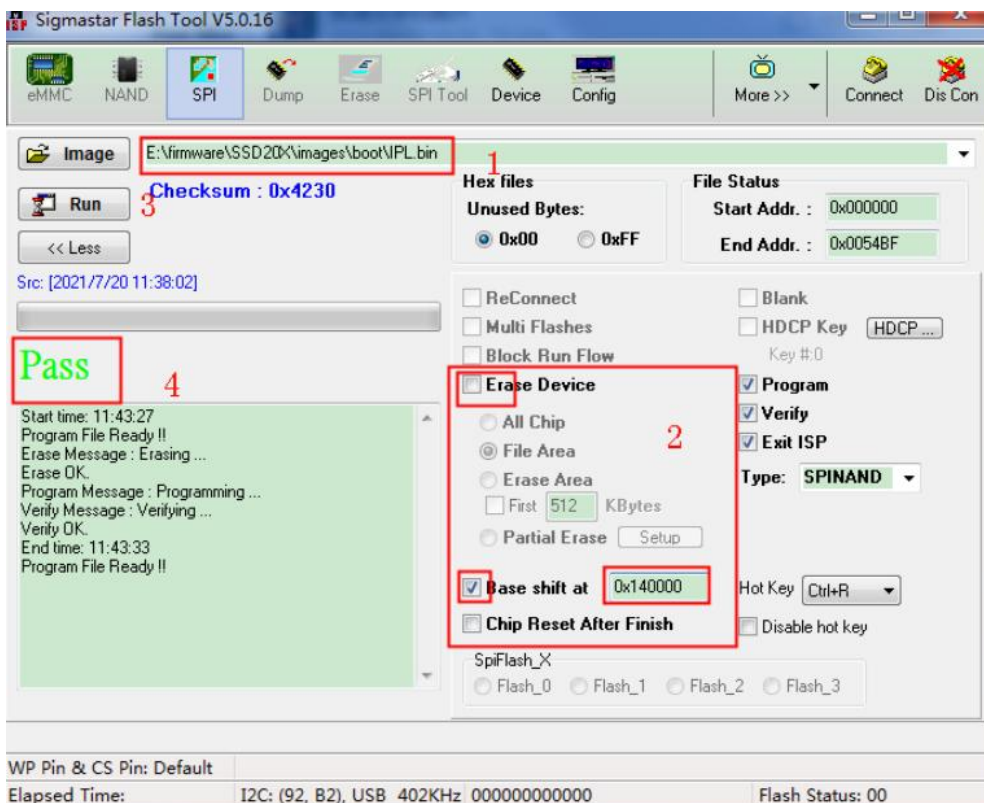 Sigmastar Flash Tool V5.0.16
eMMC NAND SPI Dump Erase SPI Tool Device Config More >> Connect Dis Con
Image E:\firmware\SSD20X\images\boot\IPL.bin
1
Run 3 Checksum : 0x4230
<< Less
Src: [2021/7/20 11:38:02]
Hex files
Unused Bytes:
0x00 0xFF
File Status
Start Addr. : 0x000000
End Addr. : 0x0054BF
Pass
4
Start time: 11:43:27
Program File Ready !!
Erase Message : Erasing ...
Erase OK.
Program Message : Programming ...
Verify Message : Verifying ...
Verify OK.
End time: 11:43:33
Program File Ready !!
ReConnect
Multi Flashes
Block Run Flow
Erase Device
All Chip
2
File Area
Erase Area
First 512 KBytes
Partial Erase Setup
Base shift at 0x140000
Chip Reset After Finish
Blank
HDCP Key HDCP ...
Key #:0
Program
Verify
Exit ISP
Type: SPINAND
Hot Key Ctrl+R
Disable hot key
SpiFlash_X
Flash_0 Flash_1 Flash_2 Flash_3
WP Pin & CS Pin: Default
Elapsed Time: I2C: (92, B2), USB 402KHz 000000000000 Flash Status: 00